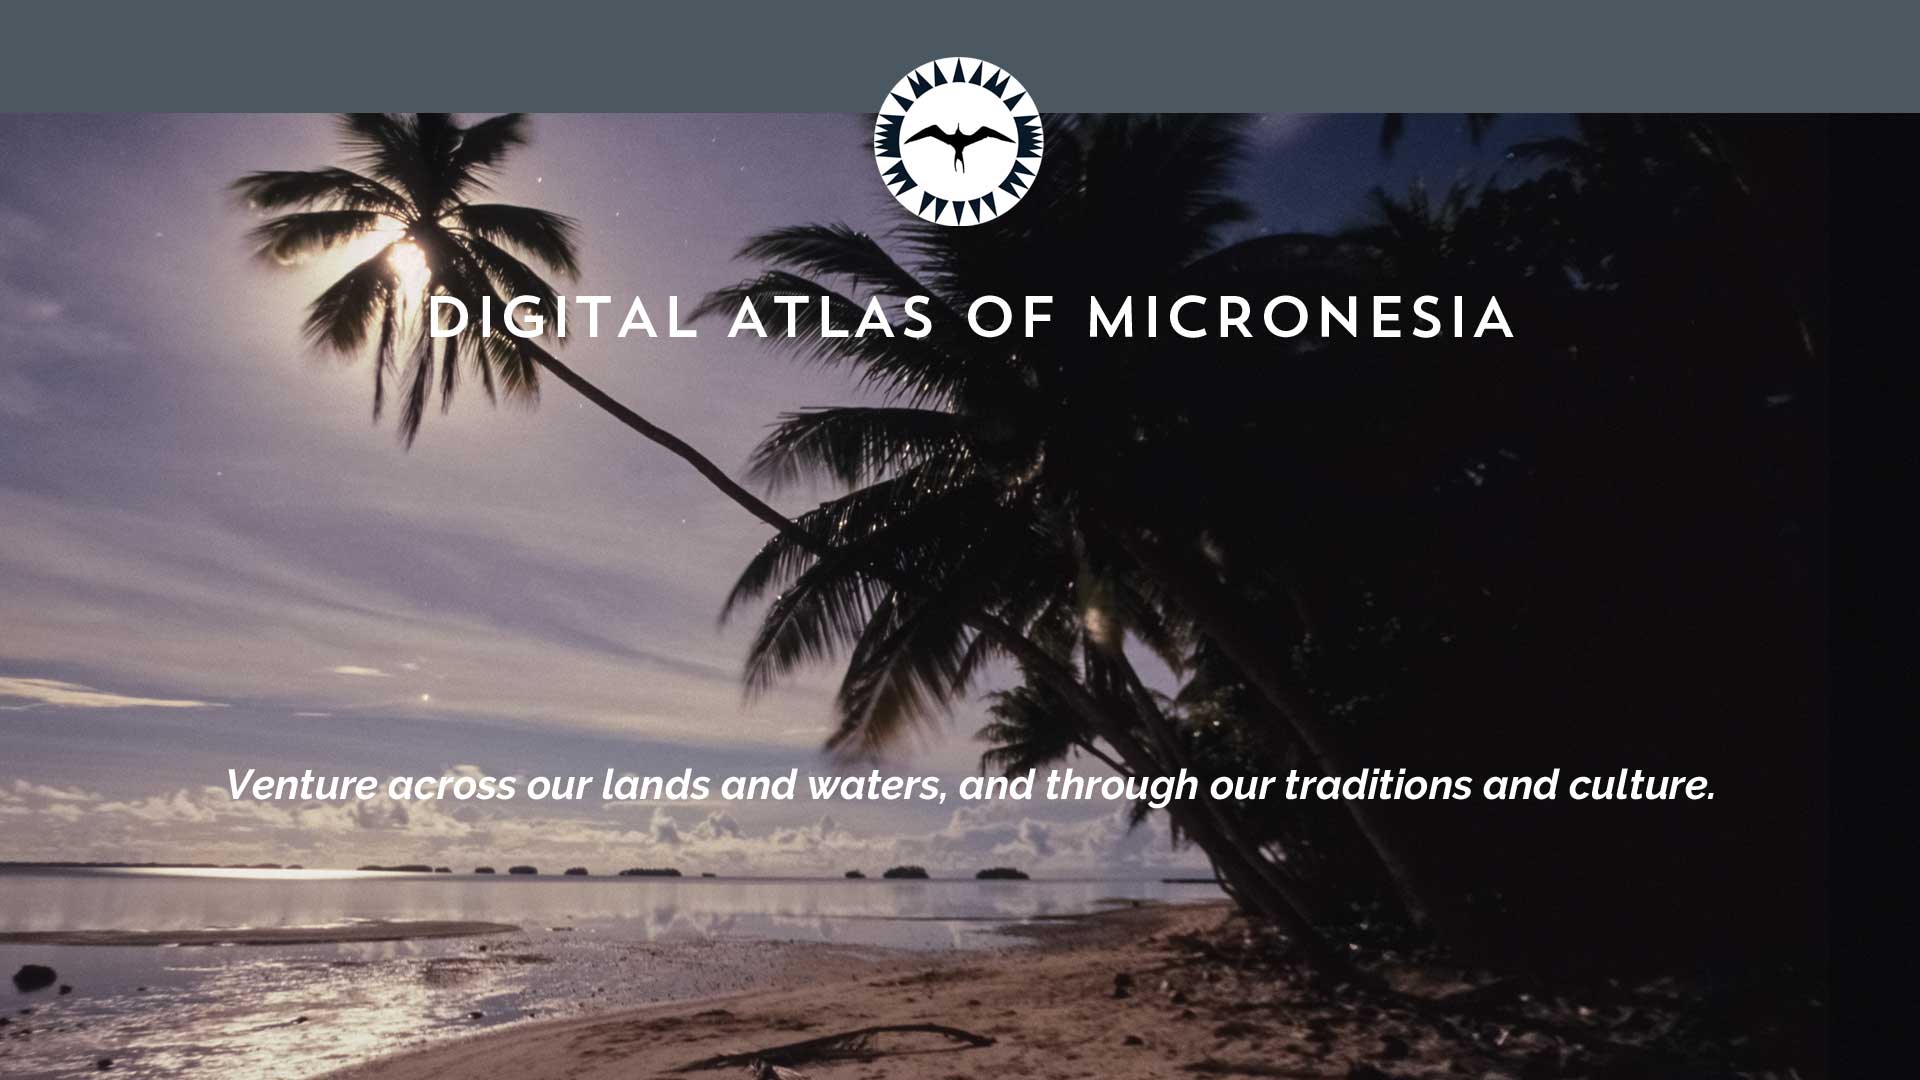 DIGITAL ATLAS OF MICRONESIA
Venture across our lands and waters, and through our traditions and culture.